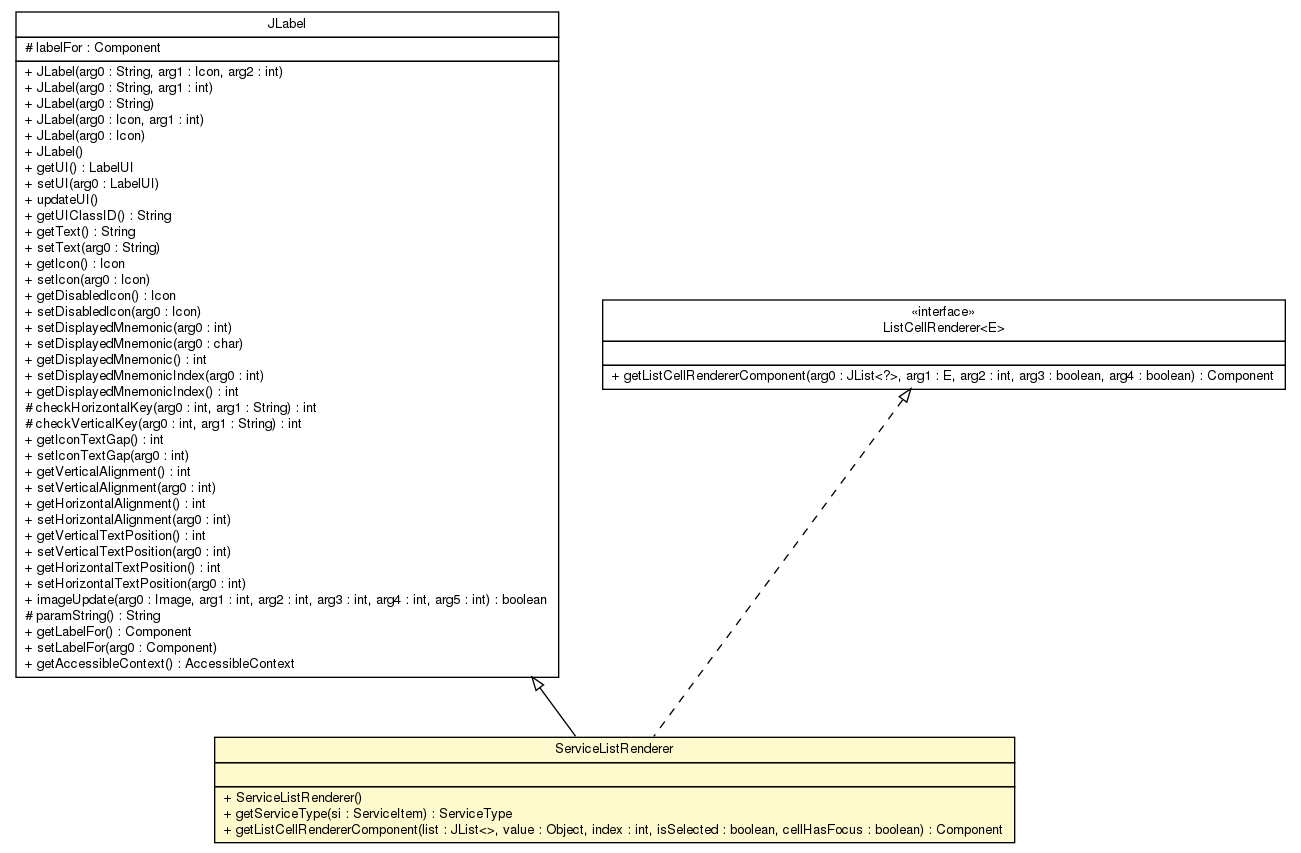 JLabel
# labelFor : Component
+ JLabel(arg0 : String, arg1 : Icon, arg2 : int)
+ JLabel(arg0 : String, arg1 : int)
+ JLabel(arg0 : String)
+ JLabel(arg0 : Icon, arg1 : int)
+ JLabel(arg0 : Icon)
+ JLabel()
+ getUI() : LabelUI
+ setUI(arg0 : LabelUI)
+ updateUI()
+ getUIClassID() : String
+ getText() : String
+ setText(arg0 : String)
+ getIcon() : Icon
+ setIcon(arg0 : Icon)
+ getDisabledIcon() : Icon
+ setDisabledIcon(arg0 : Icon)
+ setDisplayedMnemonic(arg0 : int)
+ setDisplayedMnemonic(arg0 : char)
+ getDisplayedMnemonic() : int
+ setDisplayedMnemonicIndex(arg0 : int)
+ getDisplayedMnemonicIndex() : int
# checkHorizontalKey(arg0 : int, arg1 : String) : int
# checkVerticalKey(arg0 : int, arg1 : String) : int
+ getIconTextGap() : int
+ setIconTextGap(arg0 : int)
+ getVerticalAlignment() : int
+ setVerticalAlignment(arg0 : int)
+ getHorizontalAlignment() : int
+ setHorizontalAlignment(arg0 : int)
+ getVerticalTextPosition() : int
+ setVerticalTextPosition(arg0 : int)
+ getHorizontalTextPosition() : int
+ setHorizontalTextPosition(arg0 : int)
+ imageUpdate(arg0 : Image, arg1 : int, arg2 : int, arg3 : int, arg4 : int, arg5 : int) : boolean
# paramString() : String
+ getLabelFor() : Component
+ setLabelFor(arg0 : Component)
+ getAccessibleContext() : AccessibleContext
«interface»
ListCellRenderer<E>
+ getListCellRendererComponent(arg0 : JList<?>, arg1 : E, arg2 : int, arg3 : boolean, arg4 : boolean) : Component
ServiceListRenderer
+ ServiceListRenderer()
+ getServiceType(si : ServiceItem) : ServiceType
+ getListCellRendererComponent(list : JList<>, value : Object, index : int, isSelected : boolean, cellHasFocus : boolean) : Component